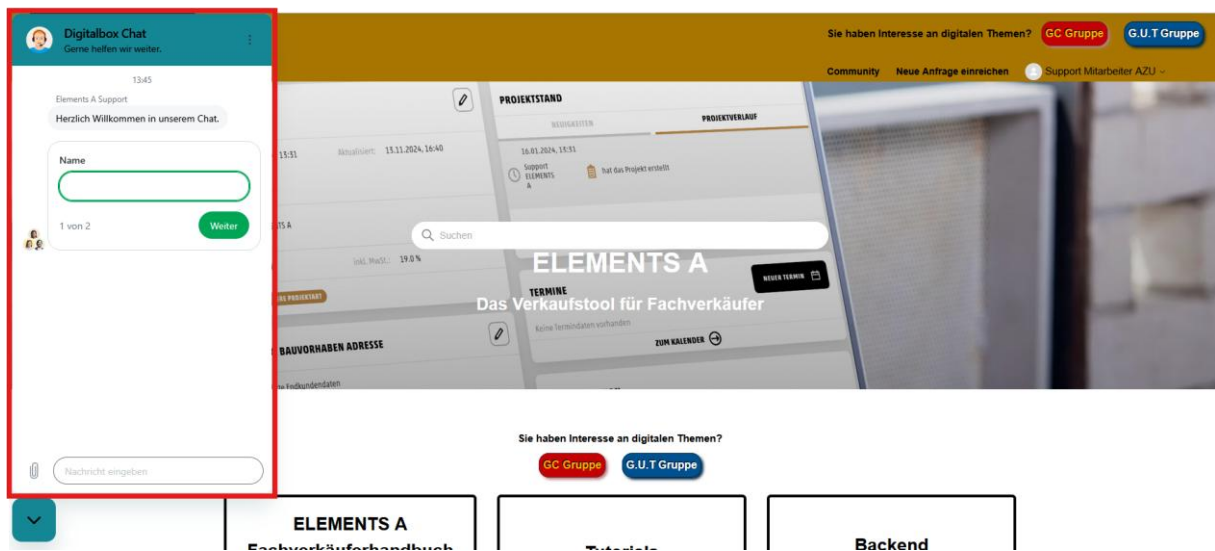 Digitalbox Chat
Gerne helfen wir weiter.
13:45
Elements A Support
Herzlich Willkommen in unserem Chat.
Name
1 von 2
Weiter
Nachricht eingeben
Sie haben Interesse an digitalen Themen?
GC Gruppe
G.U.T Gruppe
Community
Neue Anfrage einreichen
Support Mitarbeiter AZU
PROJEKTSTAND
NEUIGKEITEN
PROJEKTVERLAUF
13:31
Aktualisiert: 13.11.2024, 16:40
16.01.2024, 13:31
Support
ELEMENTS
A
hat das Projekt erstellt
Suchen
inkl. MwSt.: 19.0 %
ELEMENTS A
Das Verkaufstool für Fachverkäufer
NEUER TERMIN
TERMINE
Keine Termindaten vorhanden
ZUM KALENDER
BAUVORHABEN ADRESSE
Endkundendaten
Sie haben Interesse an digitalen Themen?
GC Gruppe
G.U.T Gruppe
ELEMENTS A
Fachverkäuferhandbuch
Tutorials
Backend